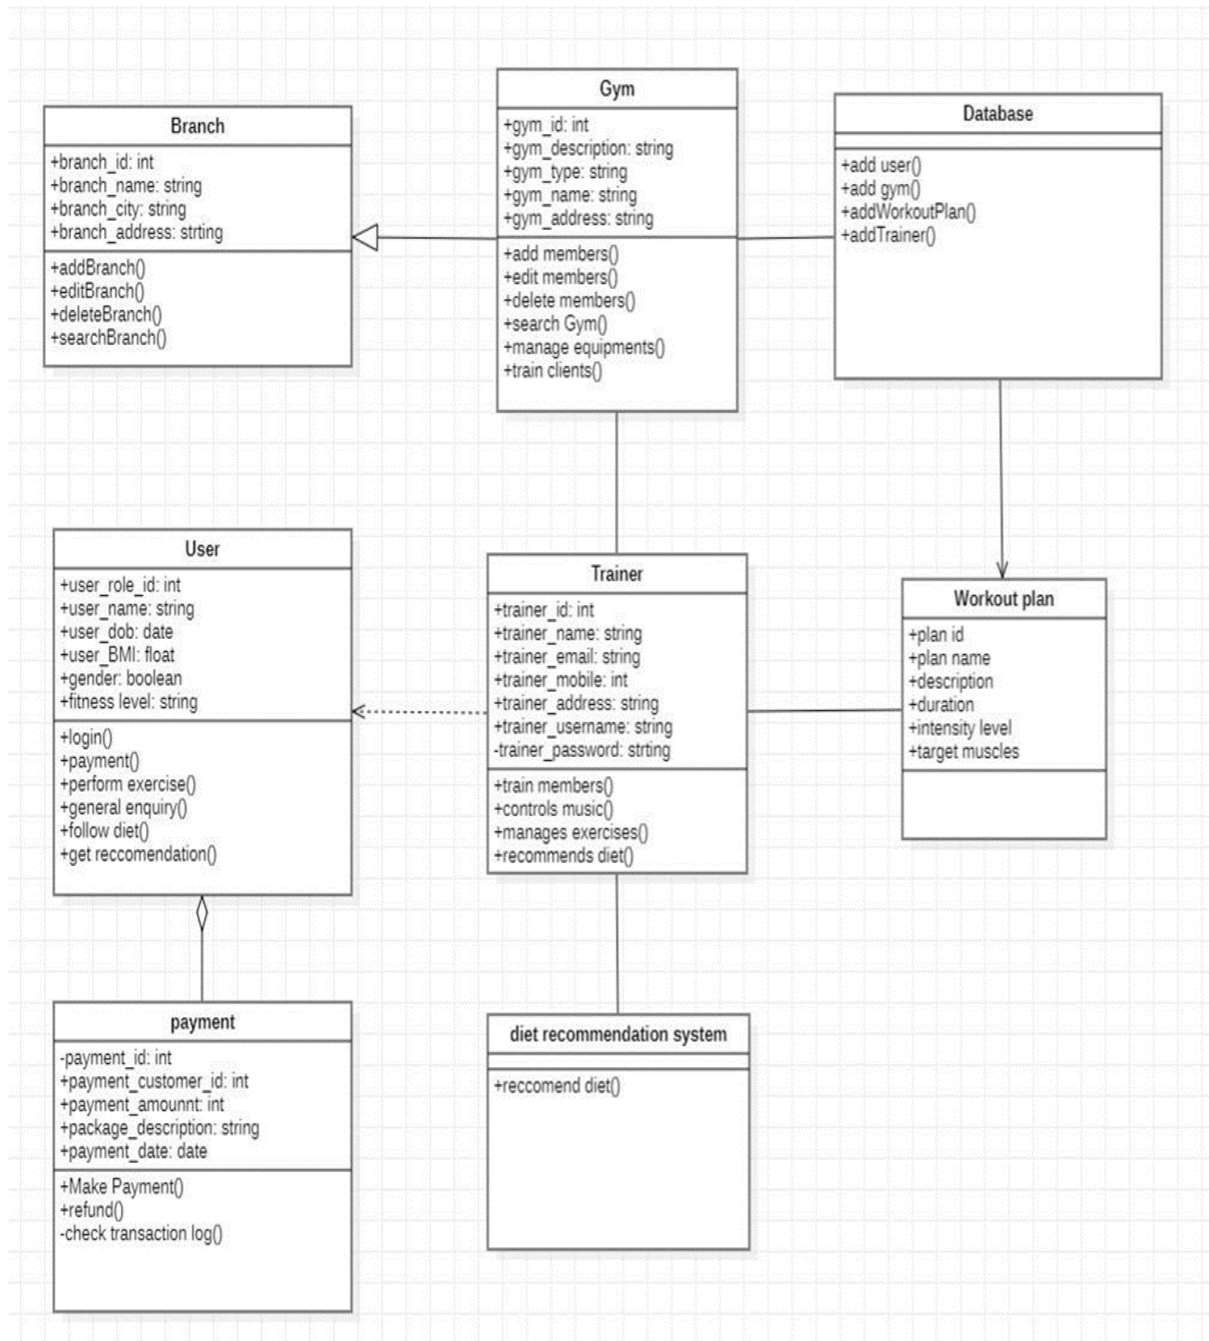 Branch
+branch_id: int
+branch_name: string
+branch_city: string
+branch_address: strting
+addBranch()
+editBranch()
+deleteBranch()
+searchBranch()
Gym
+gym_id: int
+gym_description: string
+gym_type: string
+gym_name: string
+gym_address: string
+add members()
+edit members()
+delete members()
+search Gym()
+manage equipments()
+train clients()
Database
+add user()
+add gym()
+addWorkoutPlan()
+addTrainer()
User
+user_role_id: int
+user_name: string
+user_dob: date
+user_BMI: float
+gender: boolean
+fitness level: string
+login()
+payment()
+perform exercise()
+general enquiry()
+follow diet()
+get reccomendation()
Trainer
+trainer_id: int
+trainer_name: string
+trainer_email: string
+trainer_mobile: int
+trainer_address: string
+trainer_username: string
-trainer_password: strting
+train members()
+controls music()
+manages exercises()
+recommends diet()
Workout plan
+plan id
+plan name
+description
+duration
+intensity level
+target muscles
payment
-payment_id: int
+payment_customer_id: int
+payment_amounnt: int
+package_description: string
+payment_date: date
+Make Payment()
+refund()
-check transaction log()
diet recommendation system
+reccomend diet()